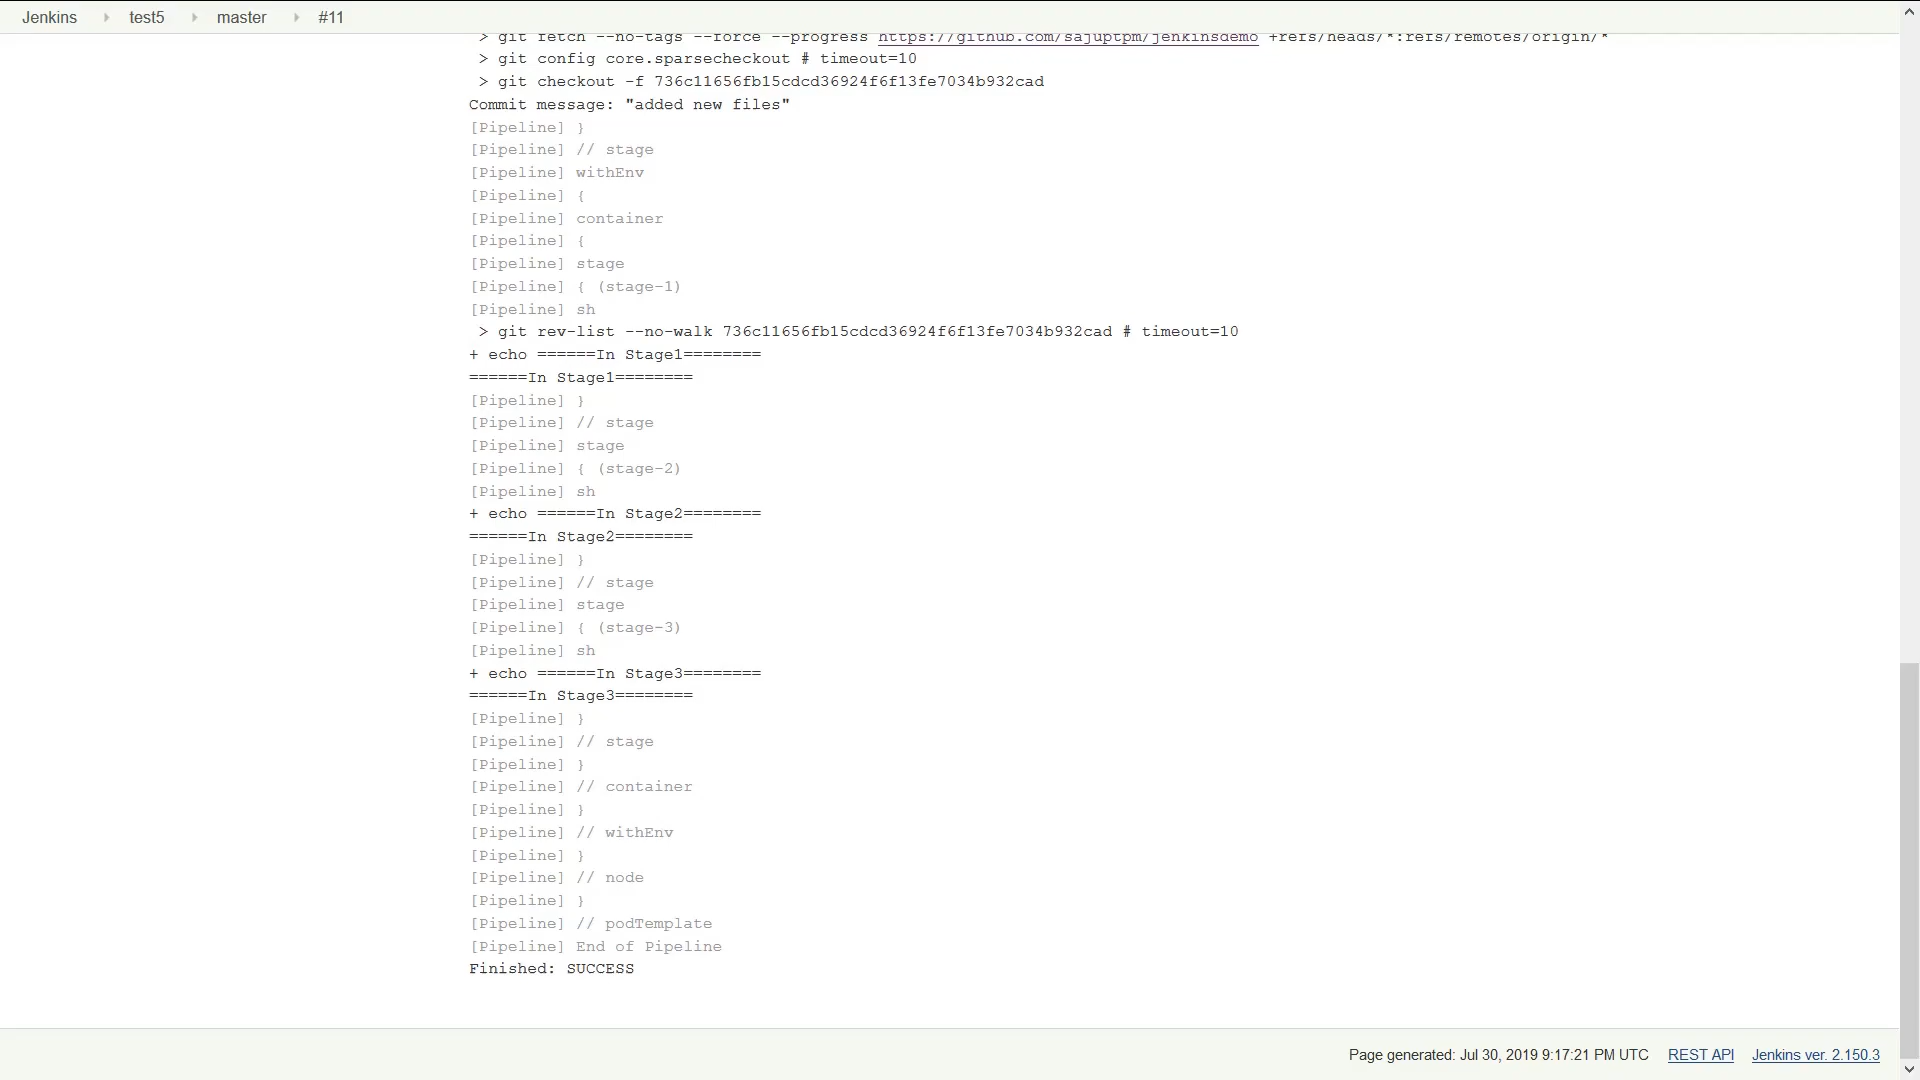 Jenkins test5 master #11
> git fetch --no-tags --force --progress https://github.com/sajuptpm/jenkinsdemo +refs/heads/*:refs/remotes/origin/*
> git config core.sparsecheckout # timeout=10
> git checkout -f 736c11656fb15cdcd36924f6f13fe7034b932cad
Commit message: "added new files"
[Pipeline] }
[Pipeline] // stage
[Pipeline] withEnv
[Pipeline] {
[Pipeline] container
[Pipeline] {
[Pipeline] stage
[Pipeline] { (stage-1)
[Pipeline] sh
> git rev-list --no-walk 736c11656fb15cdcd36924f6f13fe7034b932cad # timeout=10
+ echo ======In Stage1========
======In Stage1========
[Pipeline] }
[Pipeline] // stage
[Pipeline] stage
[Pipeline] { (stage-2)
[Pipeline] sh
+ echo ======In Stage2========
======In Stage2========
[Pipeline] }
[Pipeline] // stage
[Pipeline] stage
[Pipeline] { (stage-3)
[Pipeline] sh
+ echo ======In Stage3========
======In Stage3========
[Pipeline] }
[Pipeline] // stage
[Pipeline] }
[Pipeline] // container
[Pipeline] }
[Pipeline] // withEnv
[Pipeline] }
[Pipeline] // node
[Pipeline] }
[Pipeline] // podTemplate
[Pipeline] End of Pipeline
Finished: SUCCESS
Page generated: Jul 30, 2019 9:17:21 PM UTC REST API Jenkins ver. 2.150.3